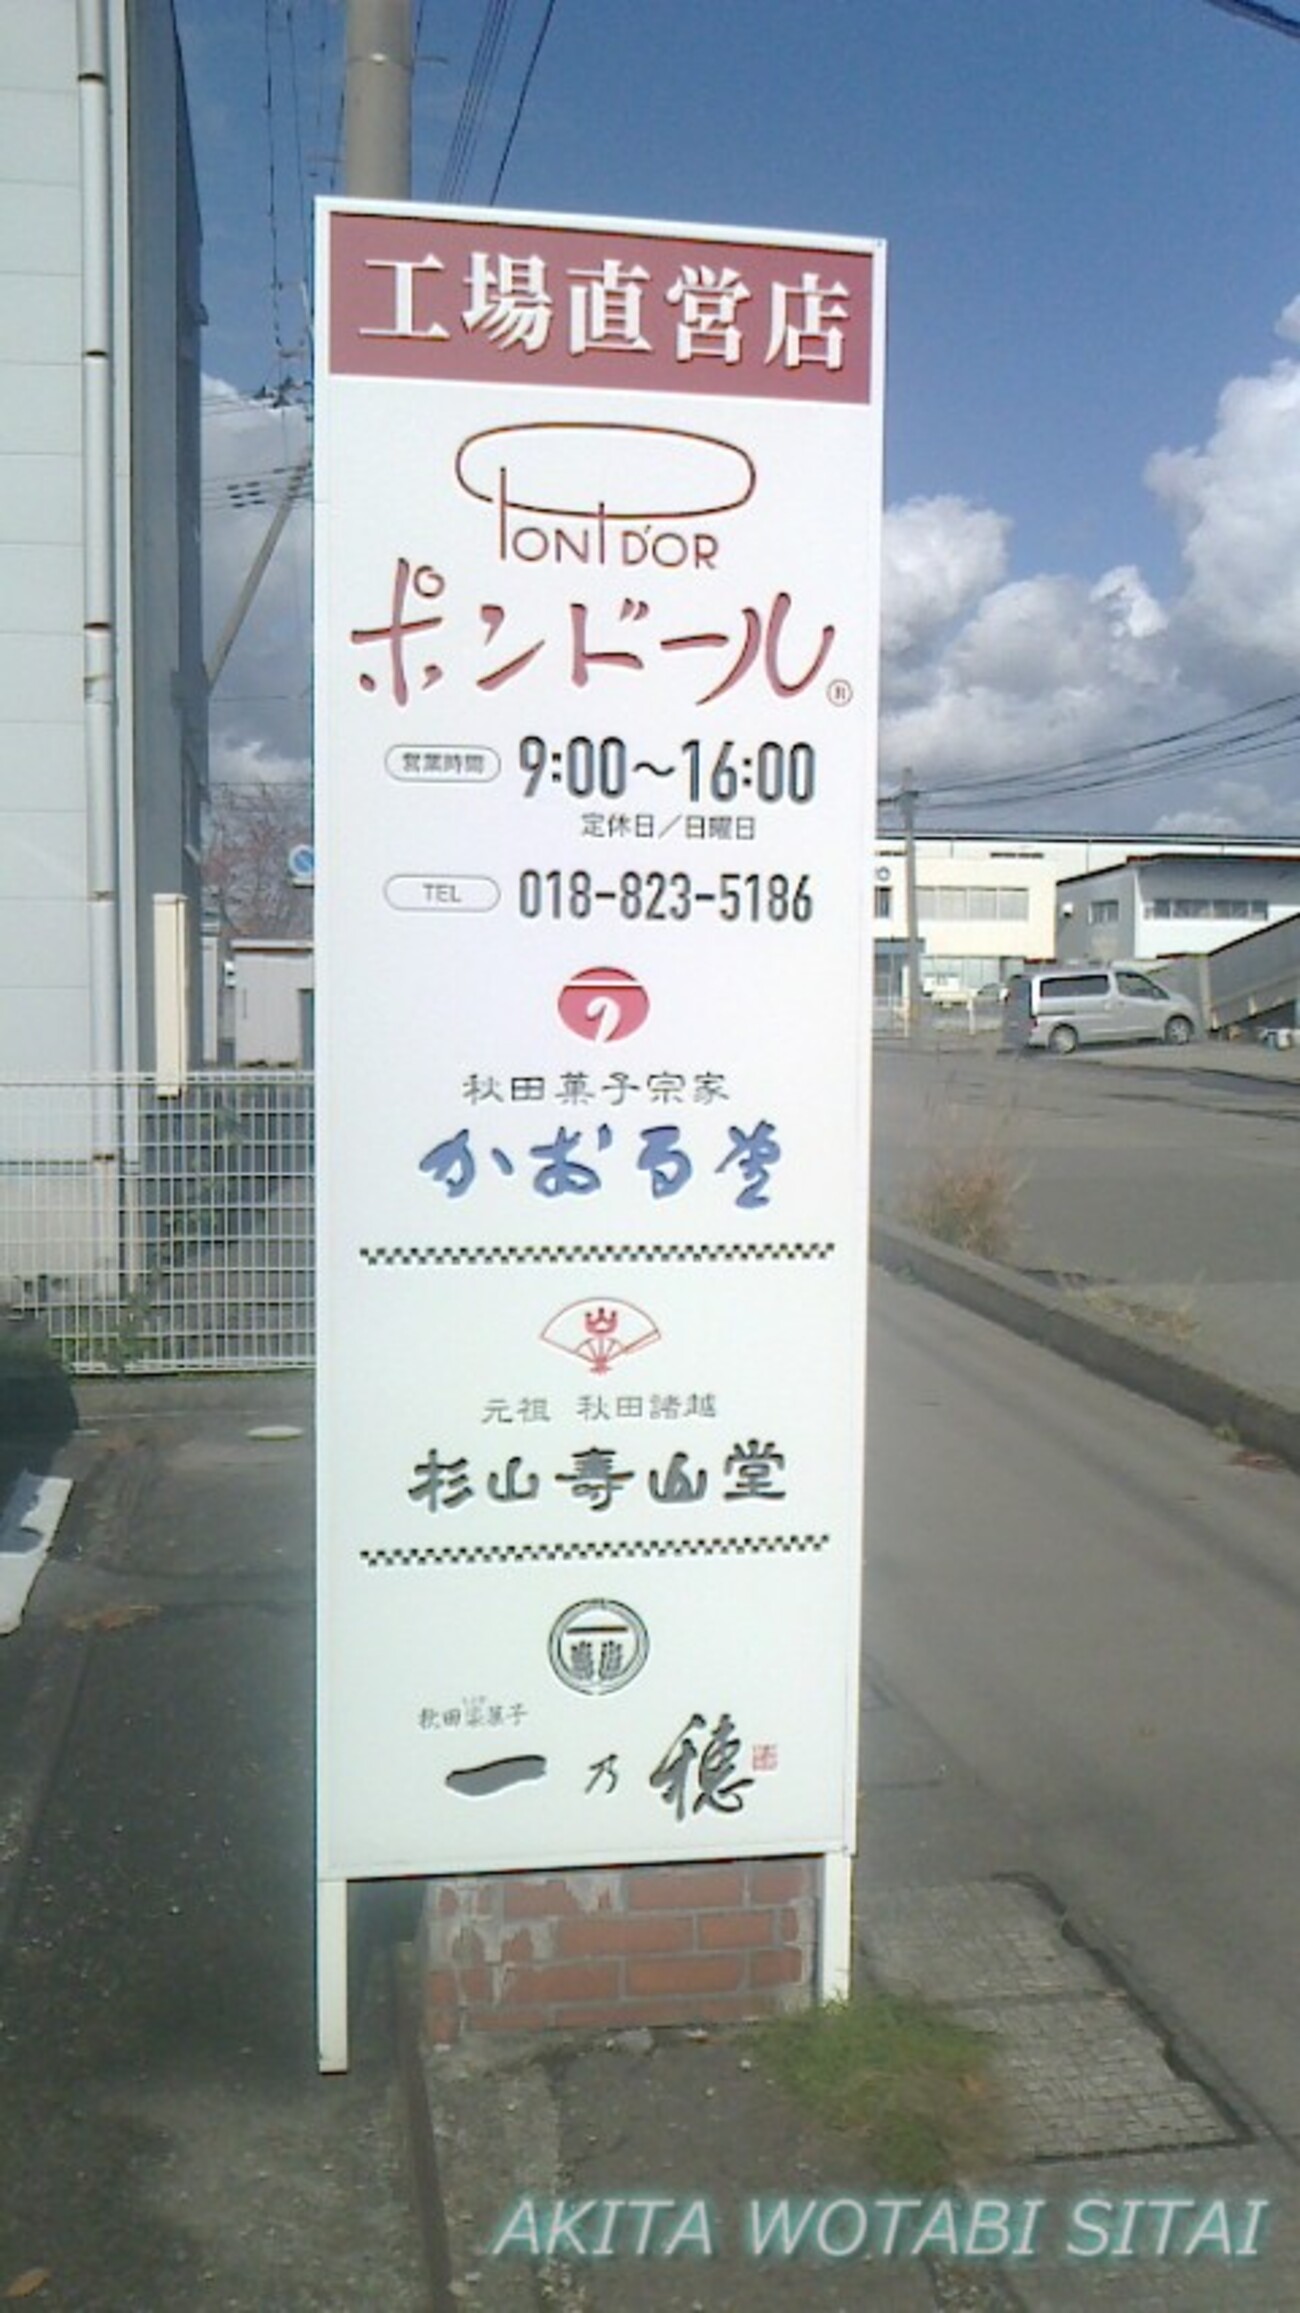 工場直営店
PONT D'OR
ポンドール®
営業時間 9:00〜16:00
定休日／日曜日
TEL 018-823-5186
の
秋田菓子宗家
かおる堂
元祖 秋田諸越
杉山壽山堂
秋田菓子
一乃穂
AKITA WOTABI SITAI